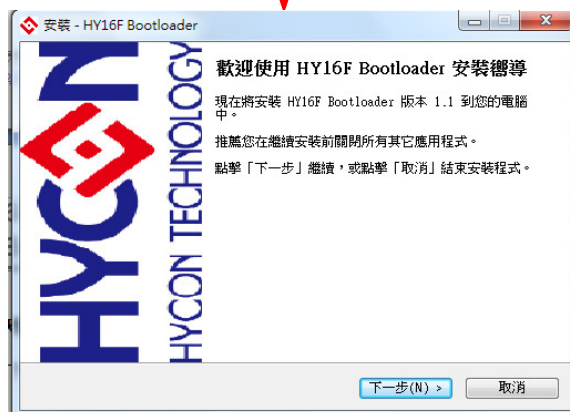 安裝 - HY16F Bootloader
HYCON
HYCON TECHNOLOGY
歡迎使用 HY16F Bootloader 安裝嚮導
現在將安裝 HY16F Bootloader 版本 1.1 到您的電腦
中。
推薦您在繼續安裝前關閉所有其它應用程式。
點擊「下一步」繼續，或點擊「取消」結束安裝程式。
下一步(N) >
取消